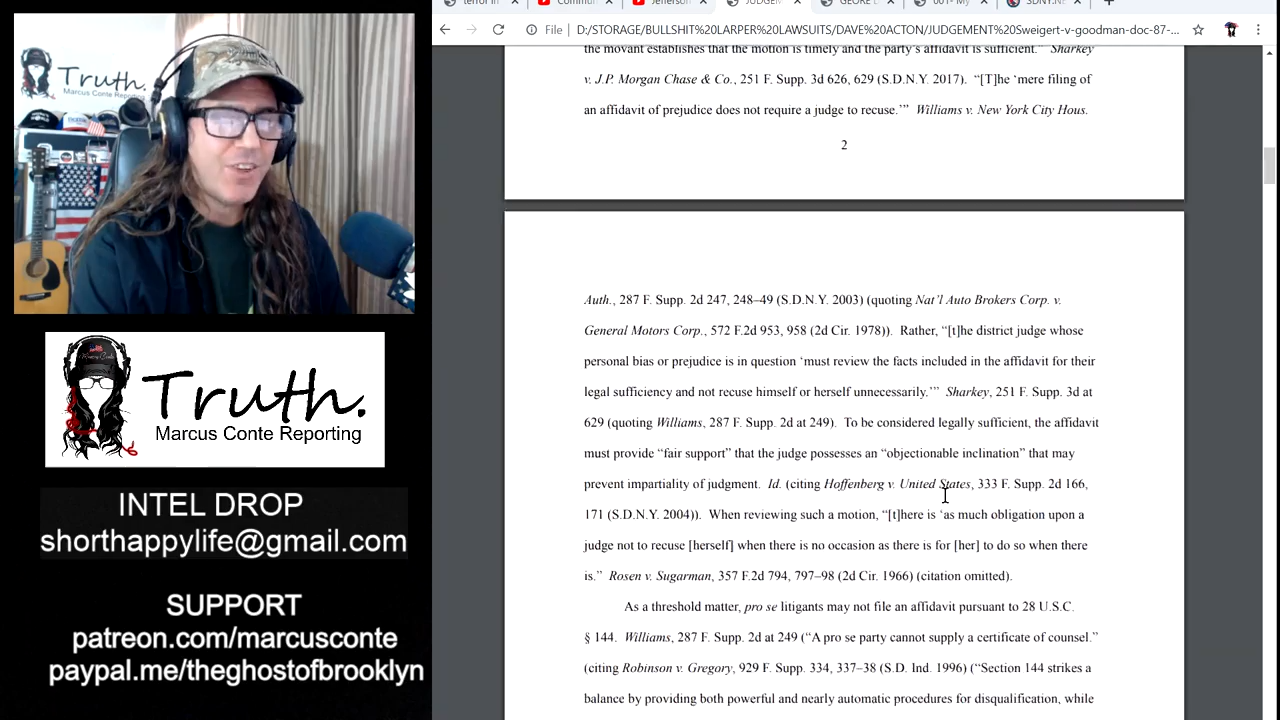 Truth.
Marcus Conte Reporting
Truth.
Marcus Conte Reporting
INTEL DROP
shorthappylife@gmail.com
SUPPORT
patreon.com/marcusconte
paypal.me/theghostofbrooklyn
File
D:/STORAGE/BULLSHIT%20LARPER%20LAWSUITS/DAVE%20ACTON/JUDGEMENT%20Sweigert-v-goodman-doc-87-...
the movant establishes that the motion is timely and the party's affidavit is sufficient." Sharkey
v. J.P. Morgan Chase & Co., 251 F. Supp. 3d 626, 629 (S.D.N.Y. 2017). "[T]he ‘mere filing of
an affidavit of prejudice does not require a judge to recuse.’" Williams v. New York City Hous.
2
Auth., 287 F. Supp. 2d 247, 248–49 (S.D.N.Y. 2003) (quoting Nat’l Auto Brokers Corp. v.
General Motors Corp., 572 F.2d 953, 958 (2d Cir. 1978)). Rather, “[t]he district judge whose
personal bias or prejudice is in question ‘must review the facts included in the affidavit for their
legal sufficiency and not recuse himself or herself unnecessarily.’” Sharkey, 251 F. Supp. 3d at
629 (quoting Williams, 287 F. Supp. 2d at 249). To be considered legally sufficient, the affidavit
must provide “fair support” that the judge possesses an “objectionable inclination” that may
prevent impartiality of judgment. Id. (citing Hoffenberg v. United States, 333 F. Supp. 2d 166,
171 (S.D.N.Y. 2004)). When reviewing such a motion, “[t]here is ‘as much obligation upon a
judge not to recuse [herself] when there is no occasion as there is for [her] to do so when there
is.” Rosen v. Sugarman, 357 F.2d 794, 797–98 (2d Cir. 1966) (citation omitted).
As a threshold matter, pro se litigants may not file an affidavit pursuant to 28 U.S.C.
§ 144. Williams, 287 F. Supp. 2d at 249 (“A pro se party cannot supply a certificate of counsel.”
(citing Robinson v. Gregory, 929 F. Supp. 334, 337–38 (S.D. Ind. 1996) (“Section 144 strikes a
balance by providing both powerful and nearly automatic procedures for disqualification, while